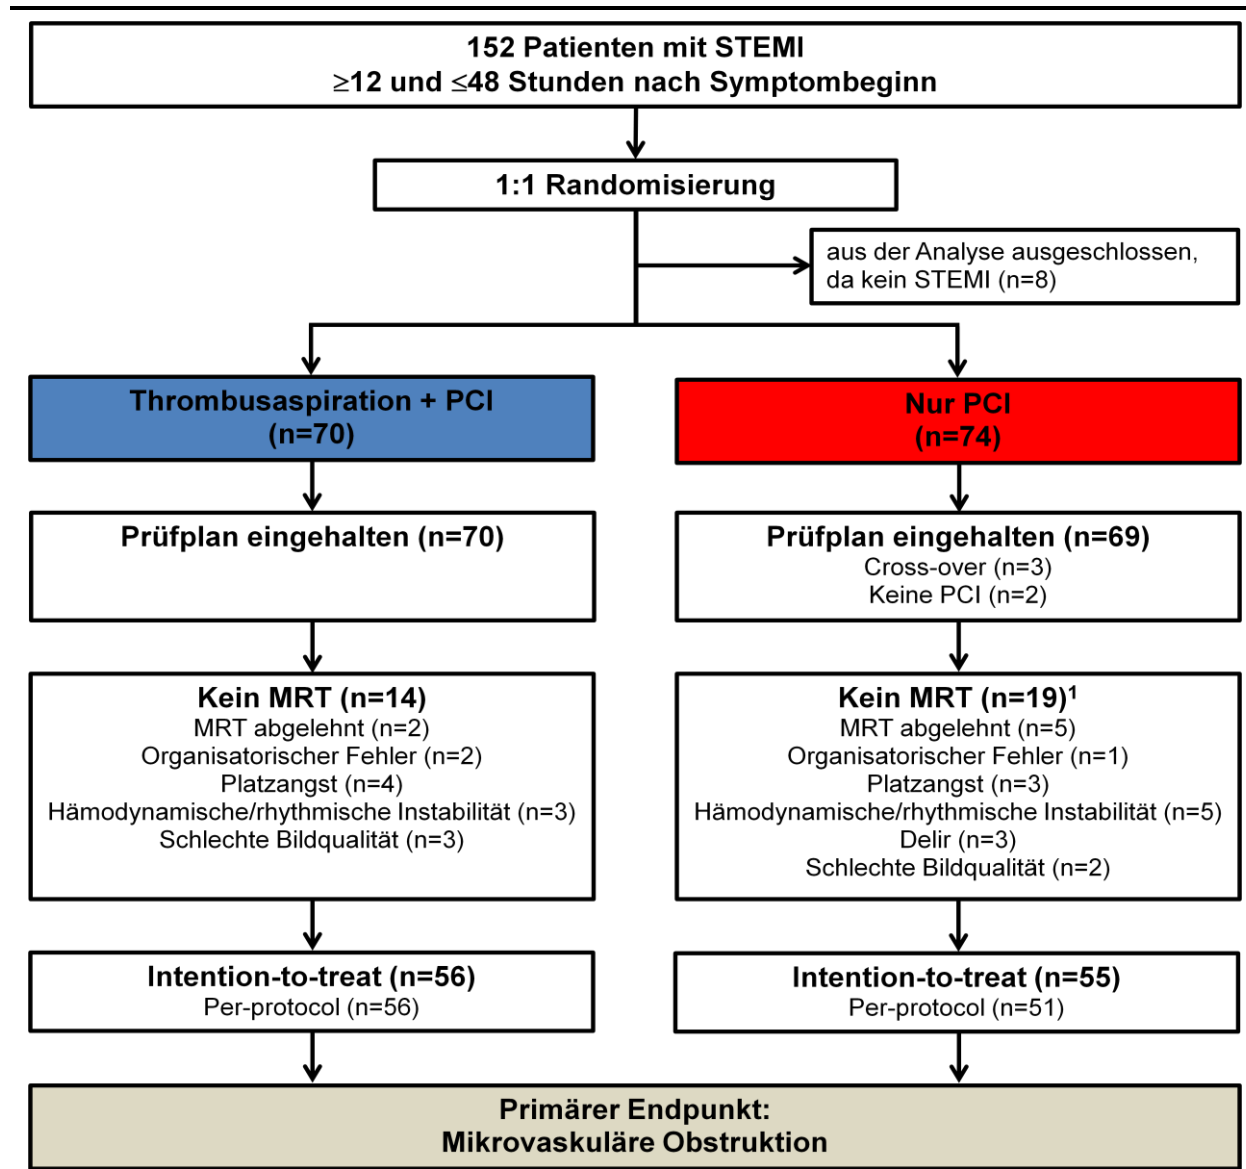 152 Patienten mit STEMI
≥12 und ≤48 Stunden nach Symptombeginn
1:1 Randomisierung
aus der Analyse ausgeschlossen,
da kein STEMI (n=8)
Thrombusaspiration + PCI
(n=70)
Nur PCI
(n=74)
Prüfplan eingehalten (n=70)
Prüfplan eingehalten (n=69)
Cross-over (n=3)
Keine PCI (n=2)
Kein MRT (n=14)
MRT abgelehnt (n=2)
Organisatorischer Fehler (n=2)
Platzangst (n=4)
Hämodynamische/rhythmische Instabilität (n=3)
Schlechte Bildqualität (n=3)
Kein MRT (n=19)¹
MRT abgelehnt (n=5)
Organisatorischer Fehler (n=1)
Platzangst (n=3)
Hämodynamische/rhythmische Instabilität (n=5)
Delir (n=3)
Schlechte Bildqualität (n=2)
Intention-to-treat (n=56)
Per-protocol (n=56)
Intention-to-treat (n=55)
Per-protocol (n=51)
Primärer Endpunkt:
Mikrovaskuläre Obstruktion